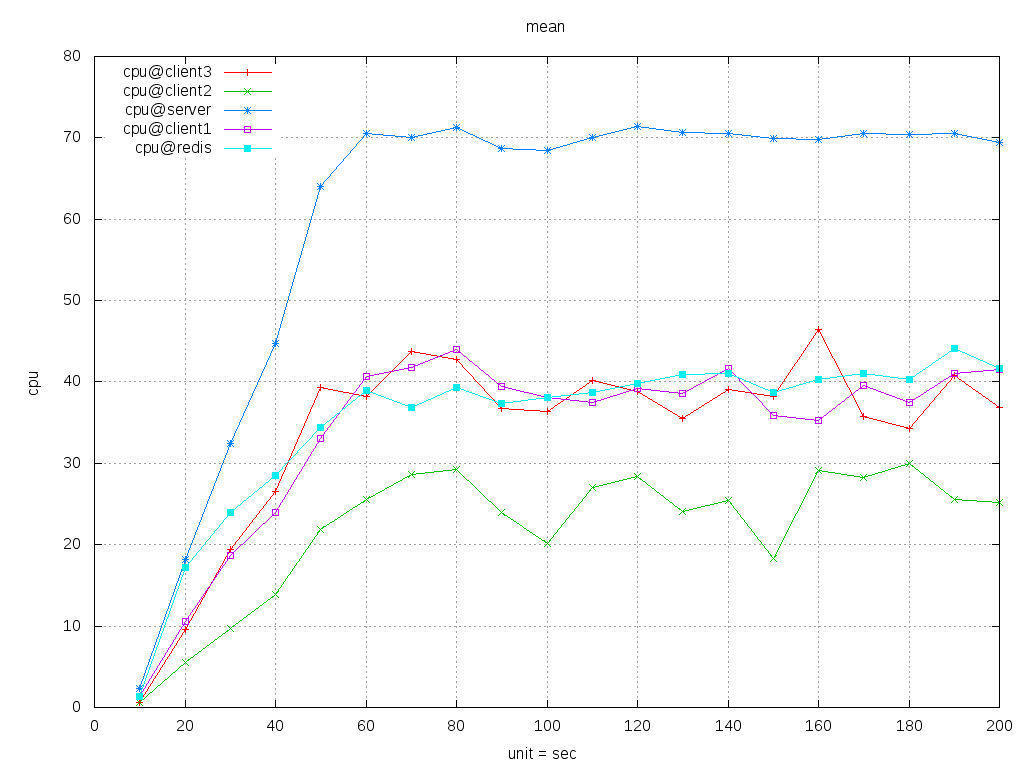 mean
80
70
60
50
40
30
20
10
0
cpu@client3
cpu@client2
cpu@server
cpu@client1
cpu@redis
cpu
0 20 40 60 80 100 120 140 160 180 200
unit = sec